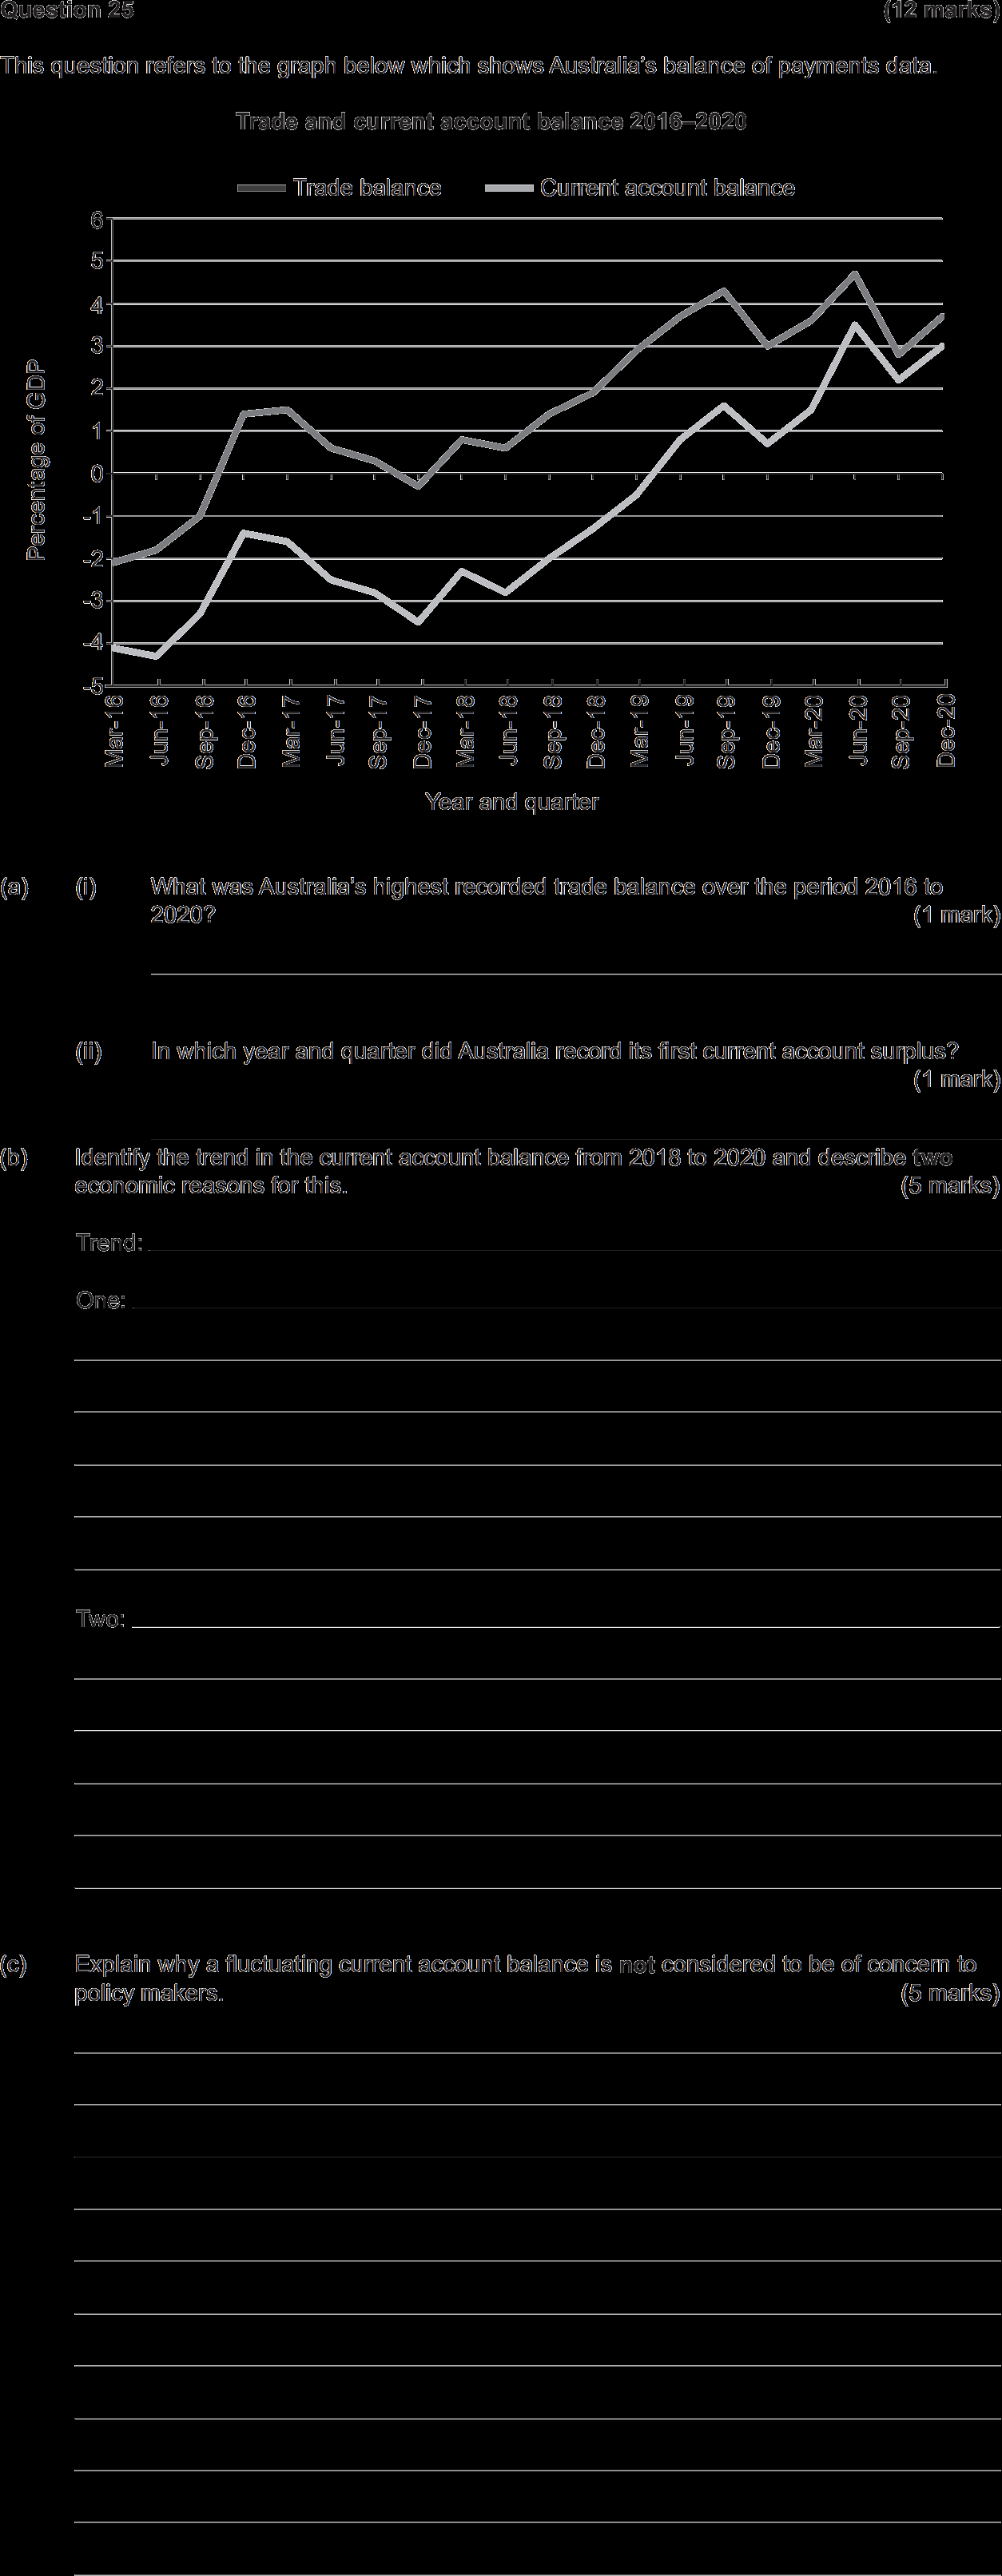 Question 25 (12 marks)
This question refers to the graph below which shows Australia's balance of payments data.
Trade and current account balance 2016–2020
Trade balance Current account balance
6
5
4
3
2
1
0
-1
-2
-3
-4
-5
Percentage of GDP
Mar-16 Jun-16 Sep-16 Dec-16 Mar-17 Jun-17 Sep-17 Dec-17 Mar-18 Jun-18 Sep-18 Dec-18 Mar-19 Jun-19 Sep-19 Dec-19 Mar-20 Jun-20 Sep-20 Dec-20
Year and quarter
(a) (i) What was Australia's highest recorded trade balance over the period 2016 to
2020? (1 mark)
(ii) In which year and quarter did Australia record its first current account surplus?
(1 mark)
(b) Identify the trend in the current account balance from 2018 to 2020 and describe two
economic reasons for this. (5 marks)
Trend:
One:
Two:
(c) Explain why a fluctuating current account balance is not considered to be of concern to
policy makers. (5 marks)